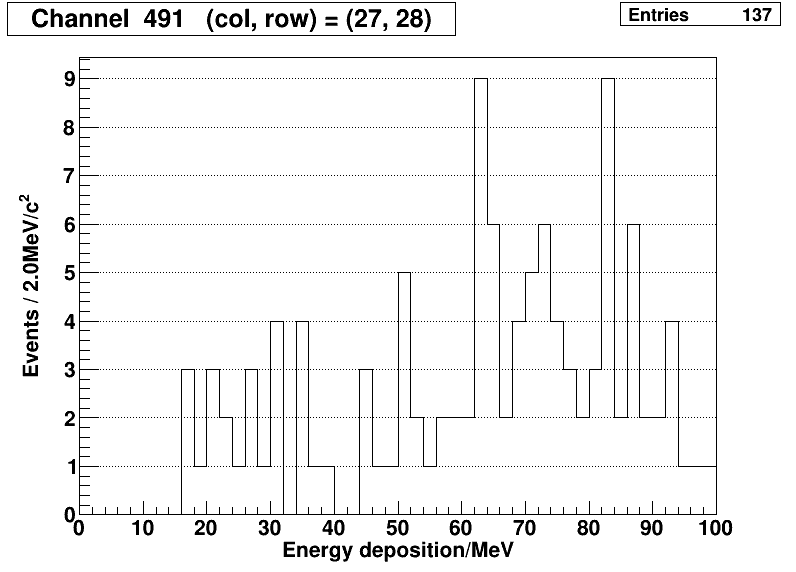 Channel 491 (col, row) = (27, 28)
Entries 137
Events / 2.0MeV/c²
9
8
7
6
5
4
3
2
1
0
0 10 20 30 40 50 60 70 80 90 100
Energy deposition/MeV